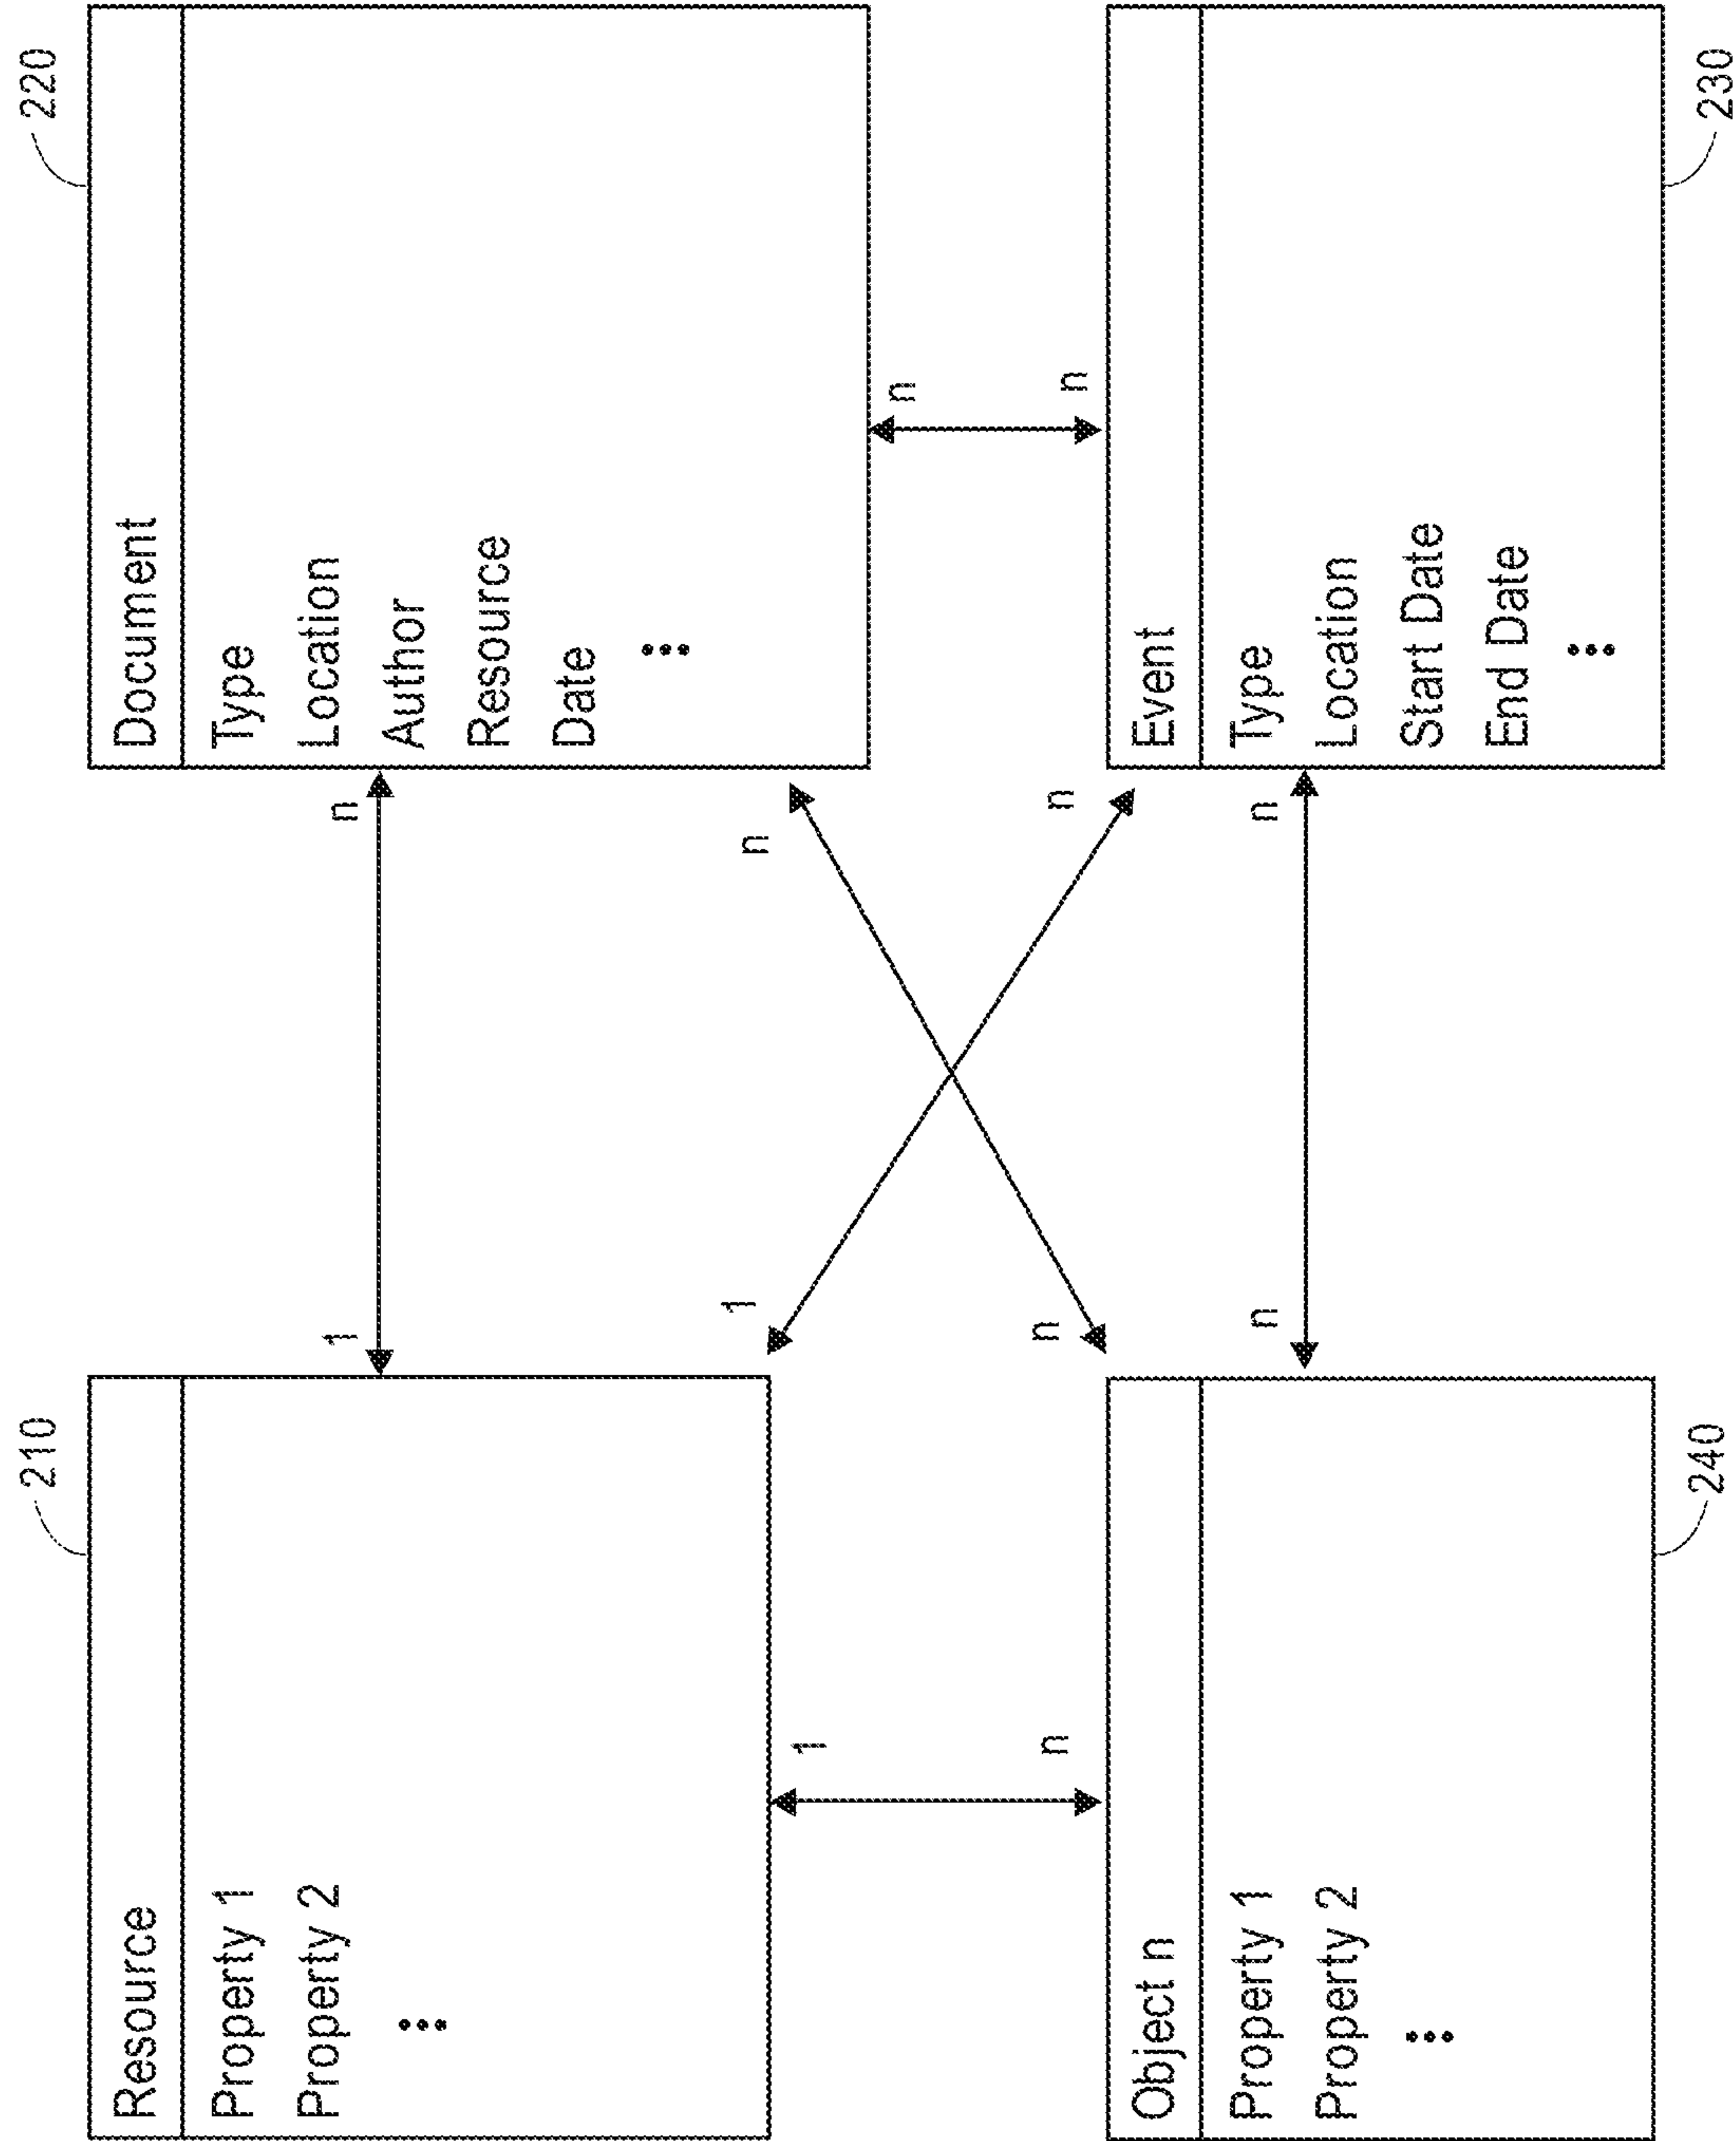 210
Resource
Property 1
Property 2
⋮
1
n
220
Document
Type
Location
Author
Resource
Date
⋮
1
n
1
n
n
n
n
n
Object n
Property 1
Property 2
⋮
240
n
n
Event
Type
Location
Start Date
End Date
⋮
230